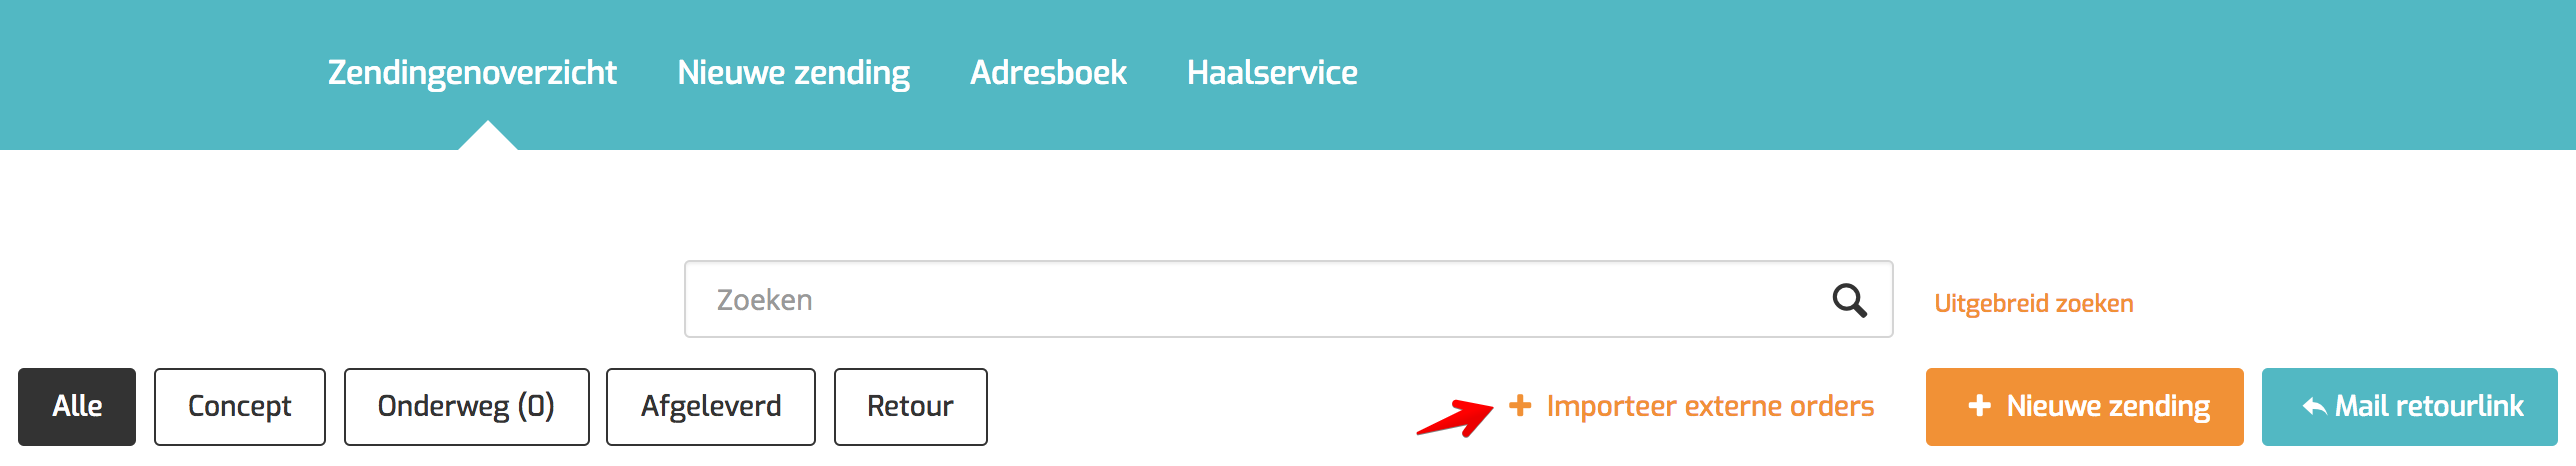 Zendingenoverzicht Nieuwe zending Adresboek Haalservice
Zoeken
Uitgebreid zoeken
Alle Concept Onderweg (0) Afgeleverd Retour + Importeer externe orders + Nieuwe zending Mail retourlink